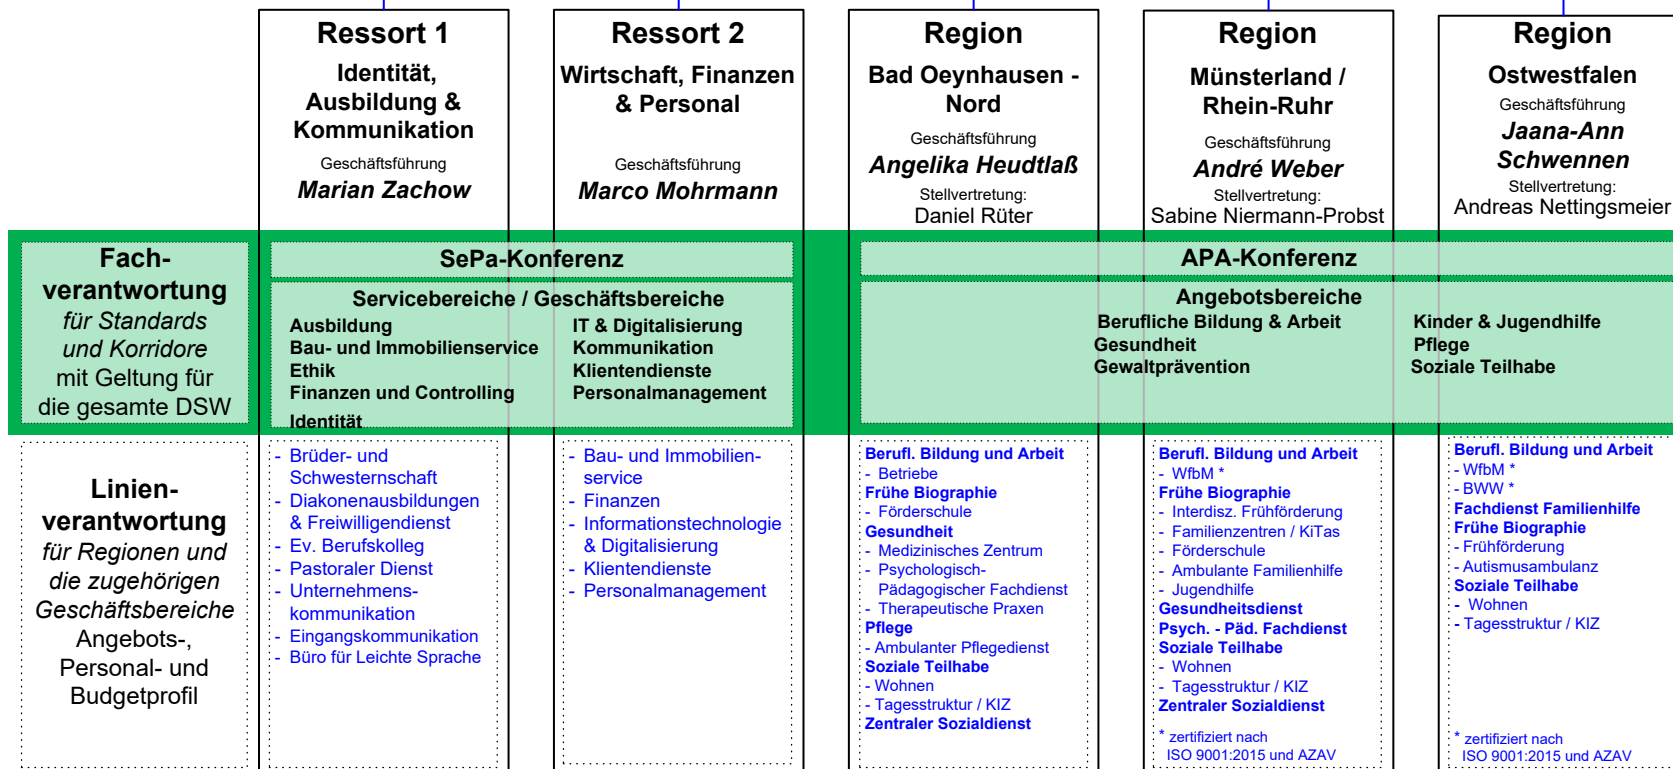 Ressort 1
Identität,
Ausbildung &
Kommunikation
Geschäftsführung
Marian Zachow
Ressort 2
Wirtschaft, Finanzen
& Personal
Geschäftsführung
Marco Mohrmann
Region
Bad Oeynhausen -
Nord
Geschäftsführung
Angelika Heudtlaß
Stellvertretung:
Daniel Rüter
Region
Münsterland /
Rhein-Ruhr
Geschäftsführung
André Weber
Stellvertretung:
Sabine Niermann-Probst
Region
Ostwestfalen
Geschäftsführung
Jaana-Ann
Schwennen
Stellvertretung:
Andreas Nettingsmeier
Fach-
verantwortung
für Standards
und Korridore
mit Geltung für
die gesamte DSW
SePa-Konferenz
Servicebereiche / Geschäftsbereiche
Ausbildung
Bau- und Immobilienservice
Ethik
Finanzen und Controlling
Identität
IT & Digitalisierung
Kommunikation
Klientendienste
Personalmanagement
APA-Konferenz
Angebotsbereiche
Berufliche Bildung & Arbeit
Gesundheit
Gewaltprävention
Kinder & Jugendhilfe
Pflege
Soziale Teilhabe
Linien-
verantwortung
für Regionen und
die zugehörigen
Geschäftsbereiche
Angebots-,
Personal- und
Budgetprofil
- Brüder- und
Schwesternschaft
- Diakonenausbildungen
& Freiwilligendienst
- Ev. Berufskolleg
- Pastoraler Dienst
- Unternehmens-
kommunikation
- Eingangskommunikation
- Büro für Leichte Sprache
- Bau- und Immobilien-
service
- Finanzen
- Informationstechnologie
& Digitalisierung
- Klientendienste
- Personalmanagement
Berufl. Bildung und Arbeit
- Betriebe
Frühe Biographie
- Förderschule
Gesundheit
- Medizinisches Zentrum
- Psychologisch-
Pädagogischer Fachdienst
- Therapeutische Praxen
Pflege
- Ambulanter Pflegedienst
Soziale Teilhabe
- Wohnen
- Tagesstruktur / KIZ
Zentraler Sozialdienst
Berufl. Bildung und Arbeit
- WfbM *
Frühe Biographie
- Interdisz. Frühförderung
- Familienzentren / KiTas
- Förderschule
- Ambulante Familienhilfe
- Jugendhilfe
Gesundheitsdienst
Psych. - Päd. Fachdienst
Soziale Teilhabe
- Wohnen
- Tagesstruktur / KIZ
Zentraler Sozialdienst
* zertifiziert nach
ISO 9001:2015 und AZAV
Berufl. Bildung und Arbeit
- WfbM *
- BWW *
Fachdienst Familienhilfe
Frühe Biographie
- Frühförderung
- Autismusambulanz
Soziale Teilhabe
- Wohnen
- Tagesstruktur / KIZ
* zertifiziert nach
ISO 9001:2015 und AZAV